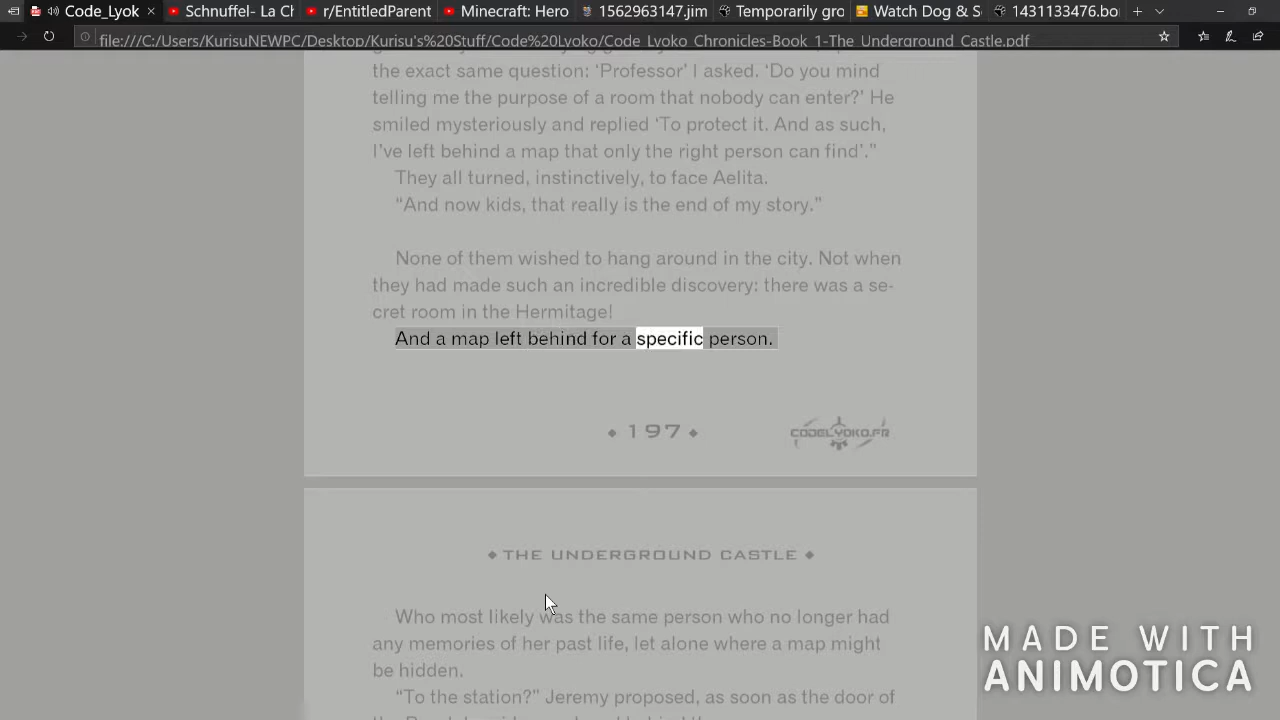 Code_Lyok
Schnuffel- La Ch
r/EntitledParent
Minecraft: Hero
1562963147.jim
Temporarily gro
Watch Dog & S
1431133476.bo
file:///C:/Users/KurisuNEWPC/Desktop/Kurisu's%20Stuff/Code%20Lyoko/Code_Lyoko_Chronicles-Book_1-The_Underground_Castle.pdf
the exact same question: ‘Professor’ I asked. ‘Do you mind
telling me the purpose of a room that nobody can enter?’ He
smiled mysteriously and replied ‘To protect it. And as such,
I’ve left behind a map that only the right person can find’.”
They all turned, instinctively, to face Aelita.
“And now kids, that really is the end of my story.”
None of them wished to hang around in the city. Not when
they had made such an incredible discovery: there was a se-
cret room in the Hermitage!
And a map left behind for a specific person.
197
CODELYOKO.FR
THE UNDERGROUND CASTLE
Who most likely was the same person who no longer had
any memories of her past life, let alone where a map might
be hidden.
“To the station?” Jeremy proposed, as soon as the door of
MADE WITH
ANIMOTICA